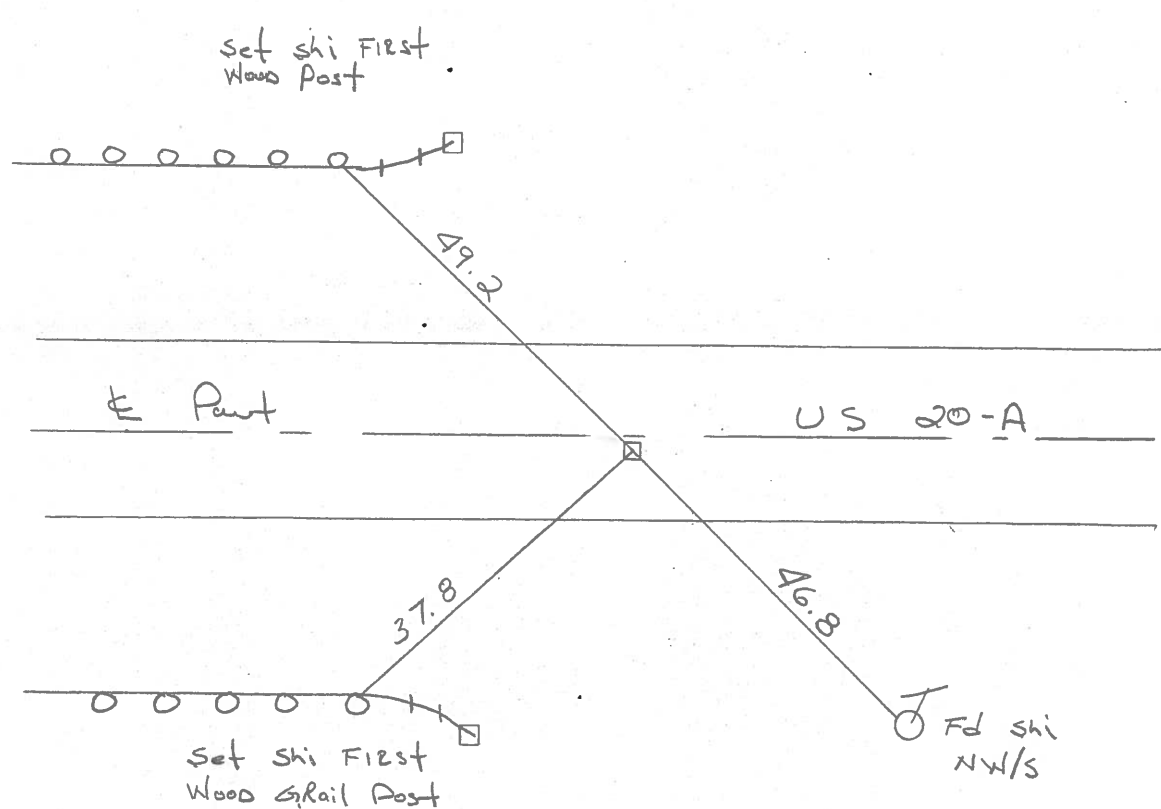 Set Shi First
Wood Post
49.2
℄ Pavt
US 20-A
37.8
46.8
Set Shi First
Wood GRail Post
Fd Shi
NW/S